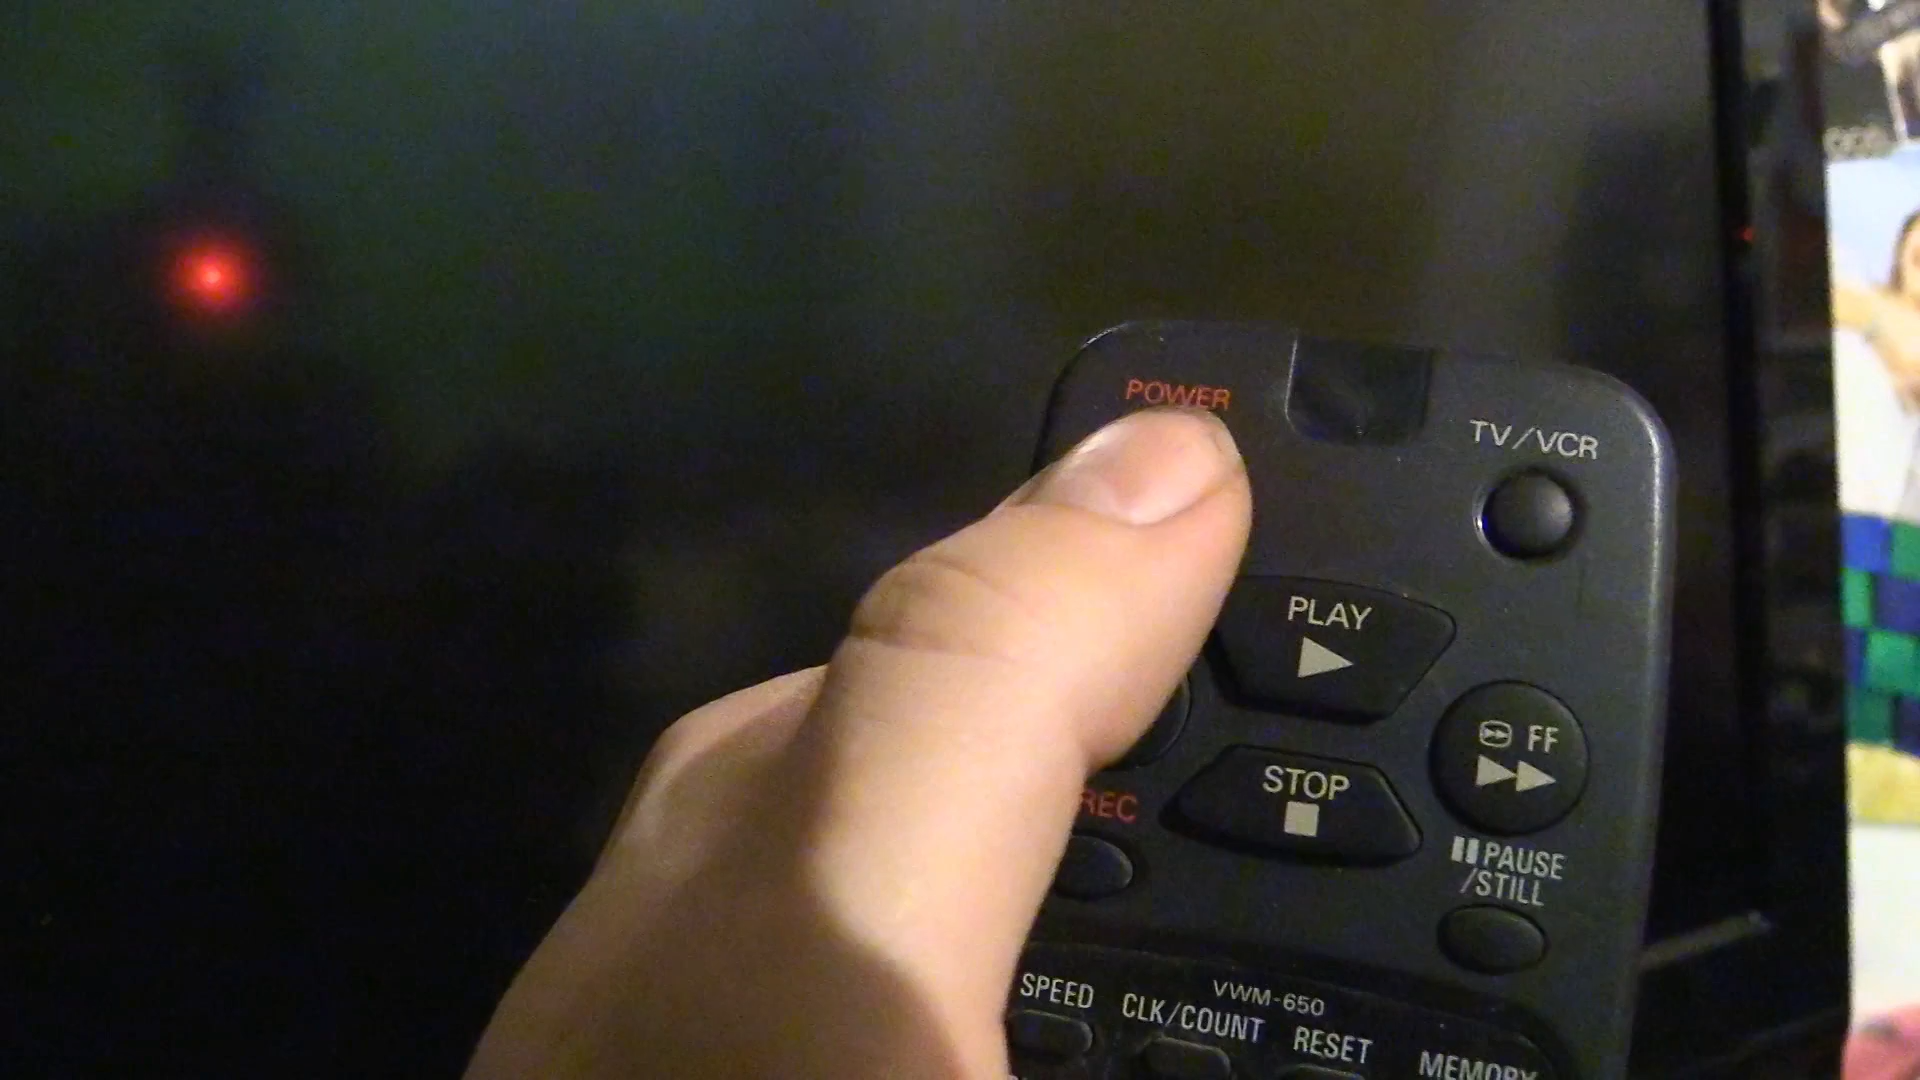 POWER
TV/VCR
PLAY
FF
STOP
REC
PAUSE
/STILL
VWM-650
SPEED
CLK/COUNT
RESET
MEMORY